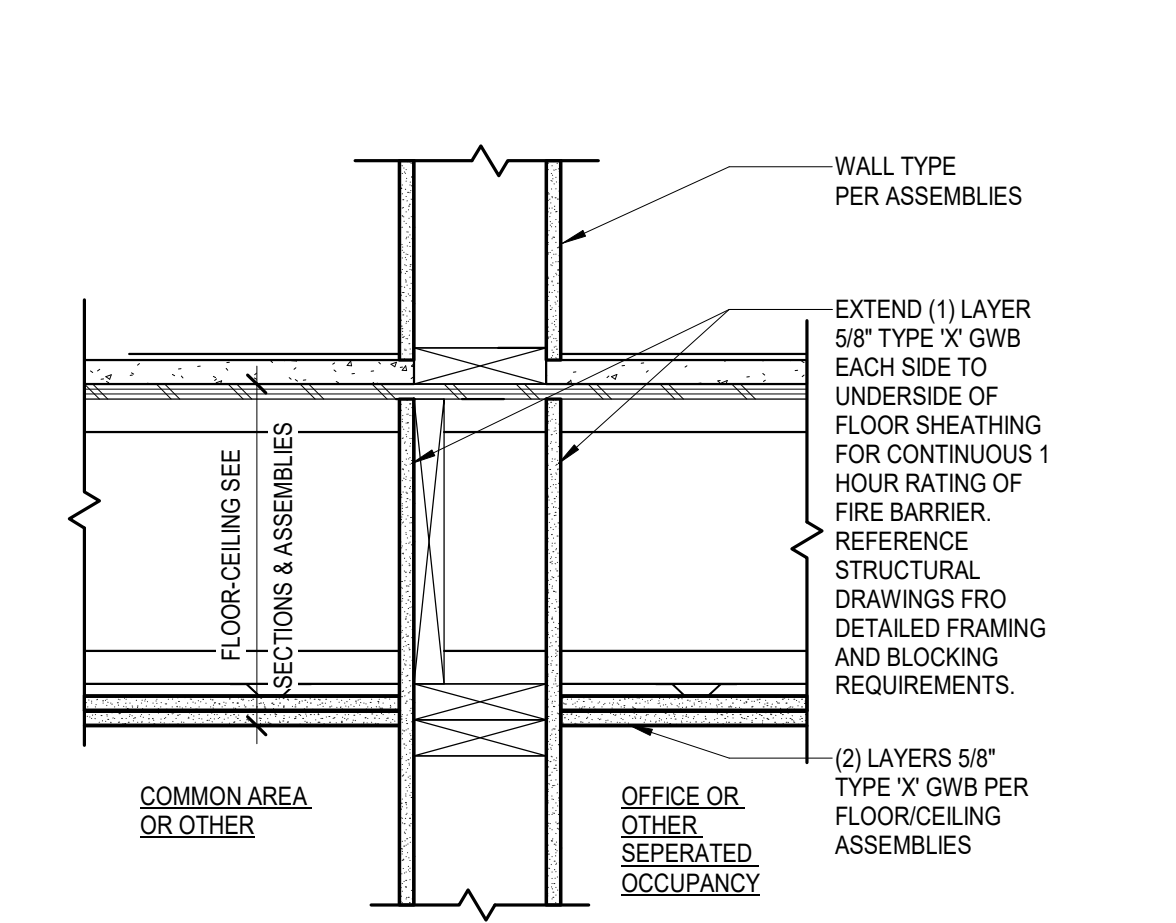 WALL TYPE
PER ASSEMBLIES
EXTEND (1) LAYER
5/8" TYPE 'X' GWB
EACH SIDE TO
UNDERSIDE OF
FLOOR SHEATHING
FOR CONTINUOUS 1
HOUR RATING OF
FIRE BARRIER.
REFERENCE
STRUCTURAL
DRAWINGS FRO
DETAILED FRAMING
AND BLOCKING
REQUIREMENTS.
FLOOR-CEILING SEE
SECTIONS & ASSEMBLIES
(2) LAYERS 5/8"
TYPE 'X' GWB PER
FLOOR/CEILING
ASSEMBLIES
COMMON AREA
OR OTHER
OFFICE OR
OTHER
SEPERATED
OCCUPANCY